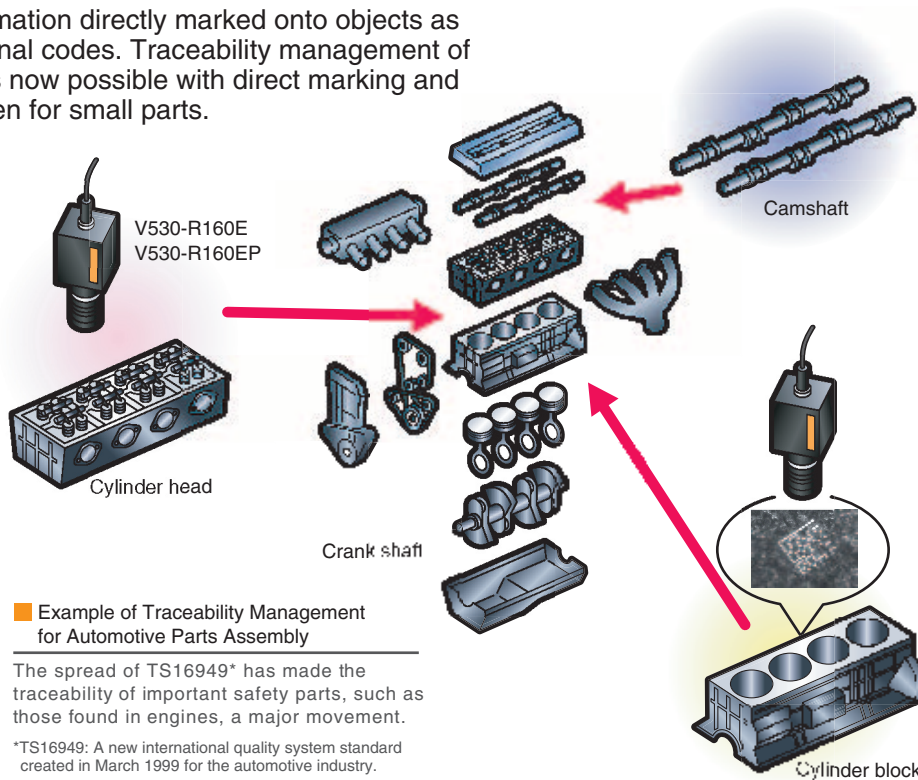 mation directly marked onto objects as
nal codes. Traceability management of
s now possible with direct marking and
en for small parts.
V530-R160E
V530-R160EP
Camshaft
Cylinder head
Crank shaft
Example of Traceability Management
for Automotive Parts Assembly
The spread of TS16949* has made the
traceability of important safety parts, such as
those found in engines, a major movement.
*TS16949: A new international quality system standard
created in March 1999 for the automotive industry.
Cylinder block